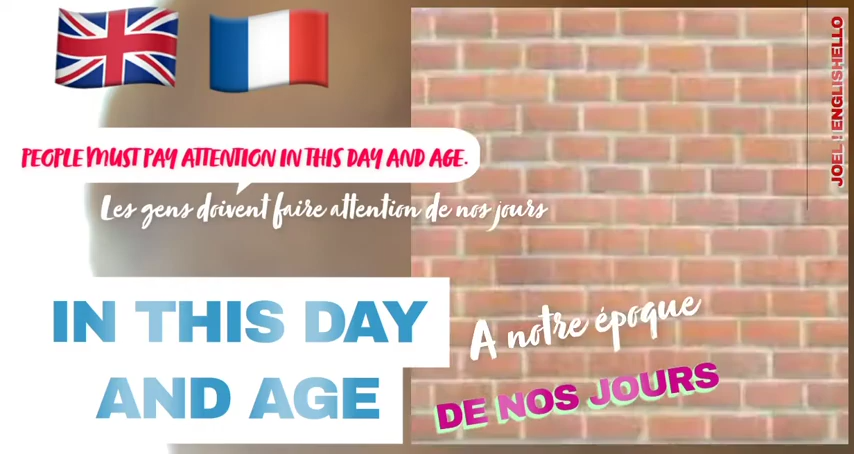 PEOPLE MUST PAY ATTENTION IN THIS DAY AND AGE.
Les gens doivent faire attention de nos jours
IN THIS DAY
AND AGE
A notre époque
DE NOS JOURS
JOEL ! ENGLISHELLO